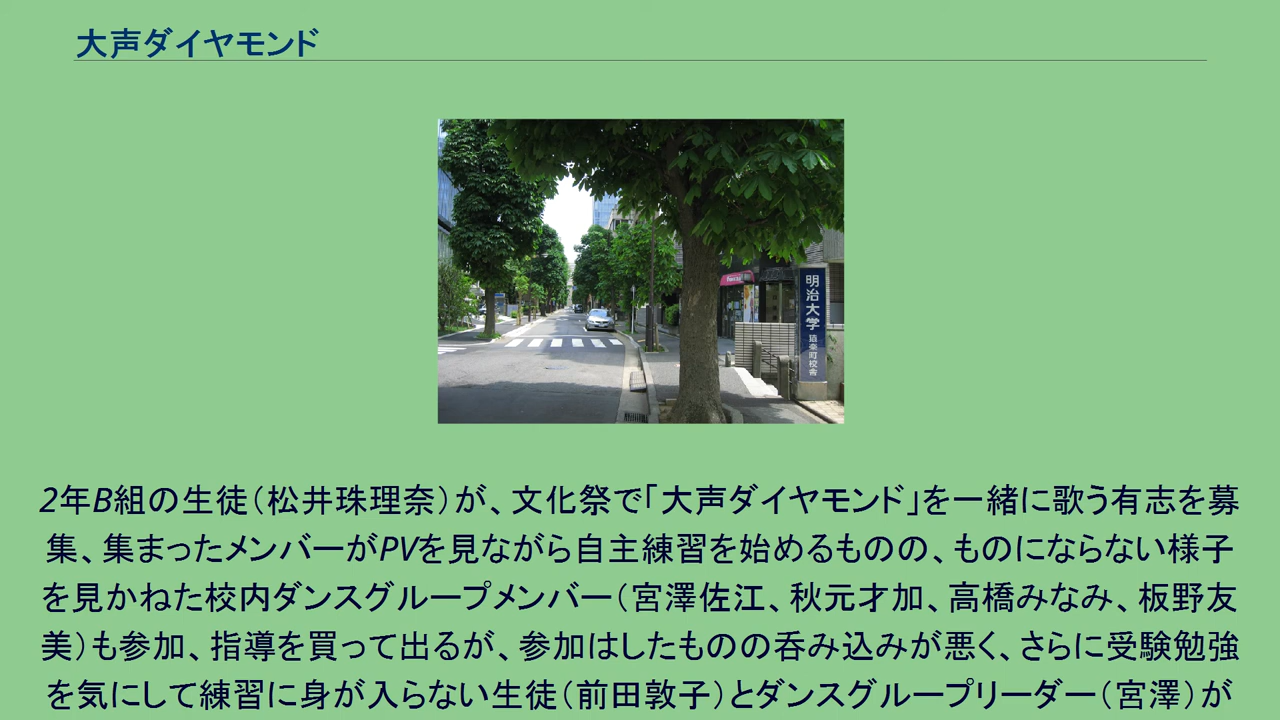 大声ダイヤモンド
明治大学 猿楽町校舎
2年B組の生徒（松井珠理奈）が、文化祭で「大声ダイヤモンド」を一緒に歌う有志を募
集、集まったメンバーがPVを見ながら自主練習を始めるものの、ものにならない様子
を見かねた校内ダンスグループメンバー（宮澤佐江、秋元才加、高橋みなみ、板野友
美）も参加、指導を買って出るが、参加はしたものの呑み込みが悪く、さらに受験勉強
を気にして練習に身が入らない生徒（前田敦子）とダンスグループリーダー（宮澤）が